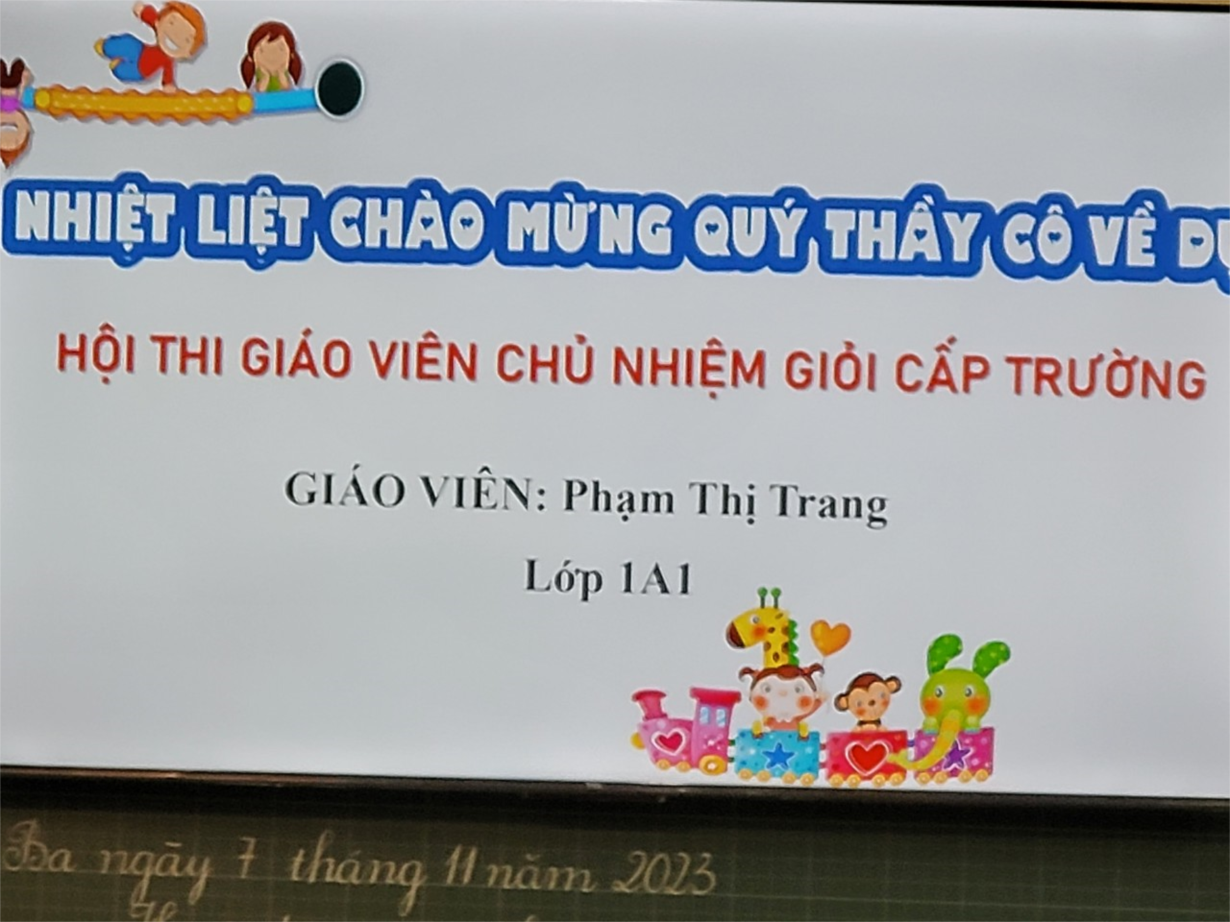 NHIỆT LIỆT CHÀO MỪNG QUÝ THẦY CÔ VỀ DỰ
HỘI THI GIÁO VIÊN CHỦ NHIỆM GIỎI CẤP TRƯỜNG
GIÁO VIÊN: Phạm Thị Trang
Lớp 1A1
Ba ngày 7 tháng 11 năm 2023